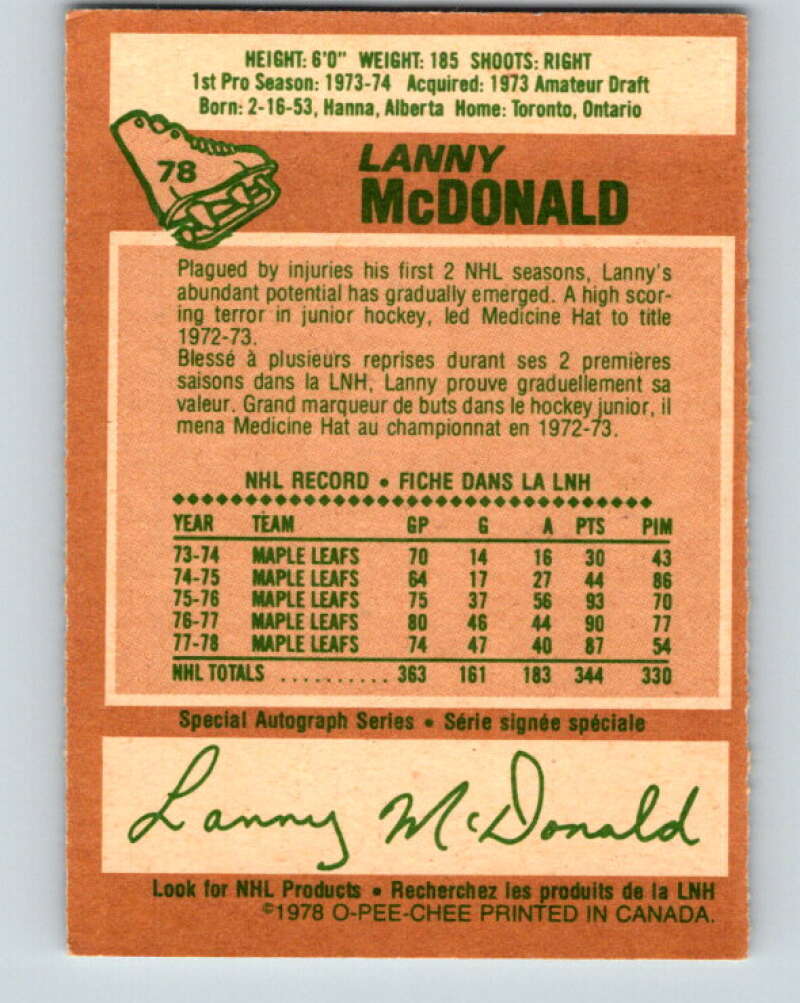 HEIGHT: 6'0" WEIGHT: 185 SHOOTS: RIGHT
1st Pro Season: 1973-74 Acquired: 1973 Amateur Draft
Born: 2-16-53, Hanna, Alberta Home: Toronto, Ontario
78
LANNY
McDONALD
Plagued by injuries his first 2 NHL seasons, Lanny's
abundant potential has gradually emerged. A high scor-
ing terror in junior hockey, led Medicine Hat to title
1972-73.
Blessé à plusieurs reprises durant ses 2 premières
saisons dans la LNH, Lanny prouve graduellement sa
valeur. Grand marqueur de buts dans le hockey junior, il
mena Medicine Hat au championnat en 1972-73.
NHL RECORD • FICHE DANS LA LNH
YEAR TEAM GP G A PTS PIM
73-74 MAPLE LEAFS 70 14 16 30 43
74-75 MAPLE LEAFS 64 17 27 44 86
75-76 MAPLE LEAFS 75 37 56 93 70
76-77 MAPLE LEAFS 80 46 44 90 77
77-78 MAPLE LEAFS 74 47 40 87 54
NHL TOTALS .......... 363 161 183 344 330
Special Autograph Series • Série signée spéciale
Lanny McDonald
Look for NHL Products • Recherchez les produits de la LNH
©1978 O-PEE-CHEE PRINTED IN CANADA.